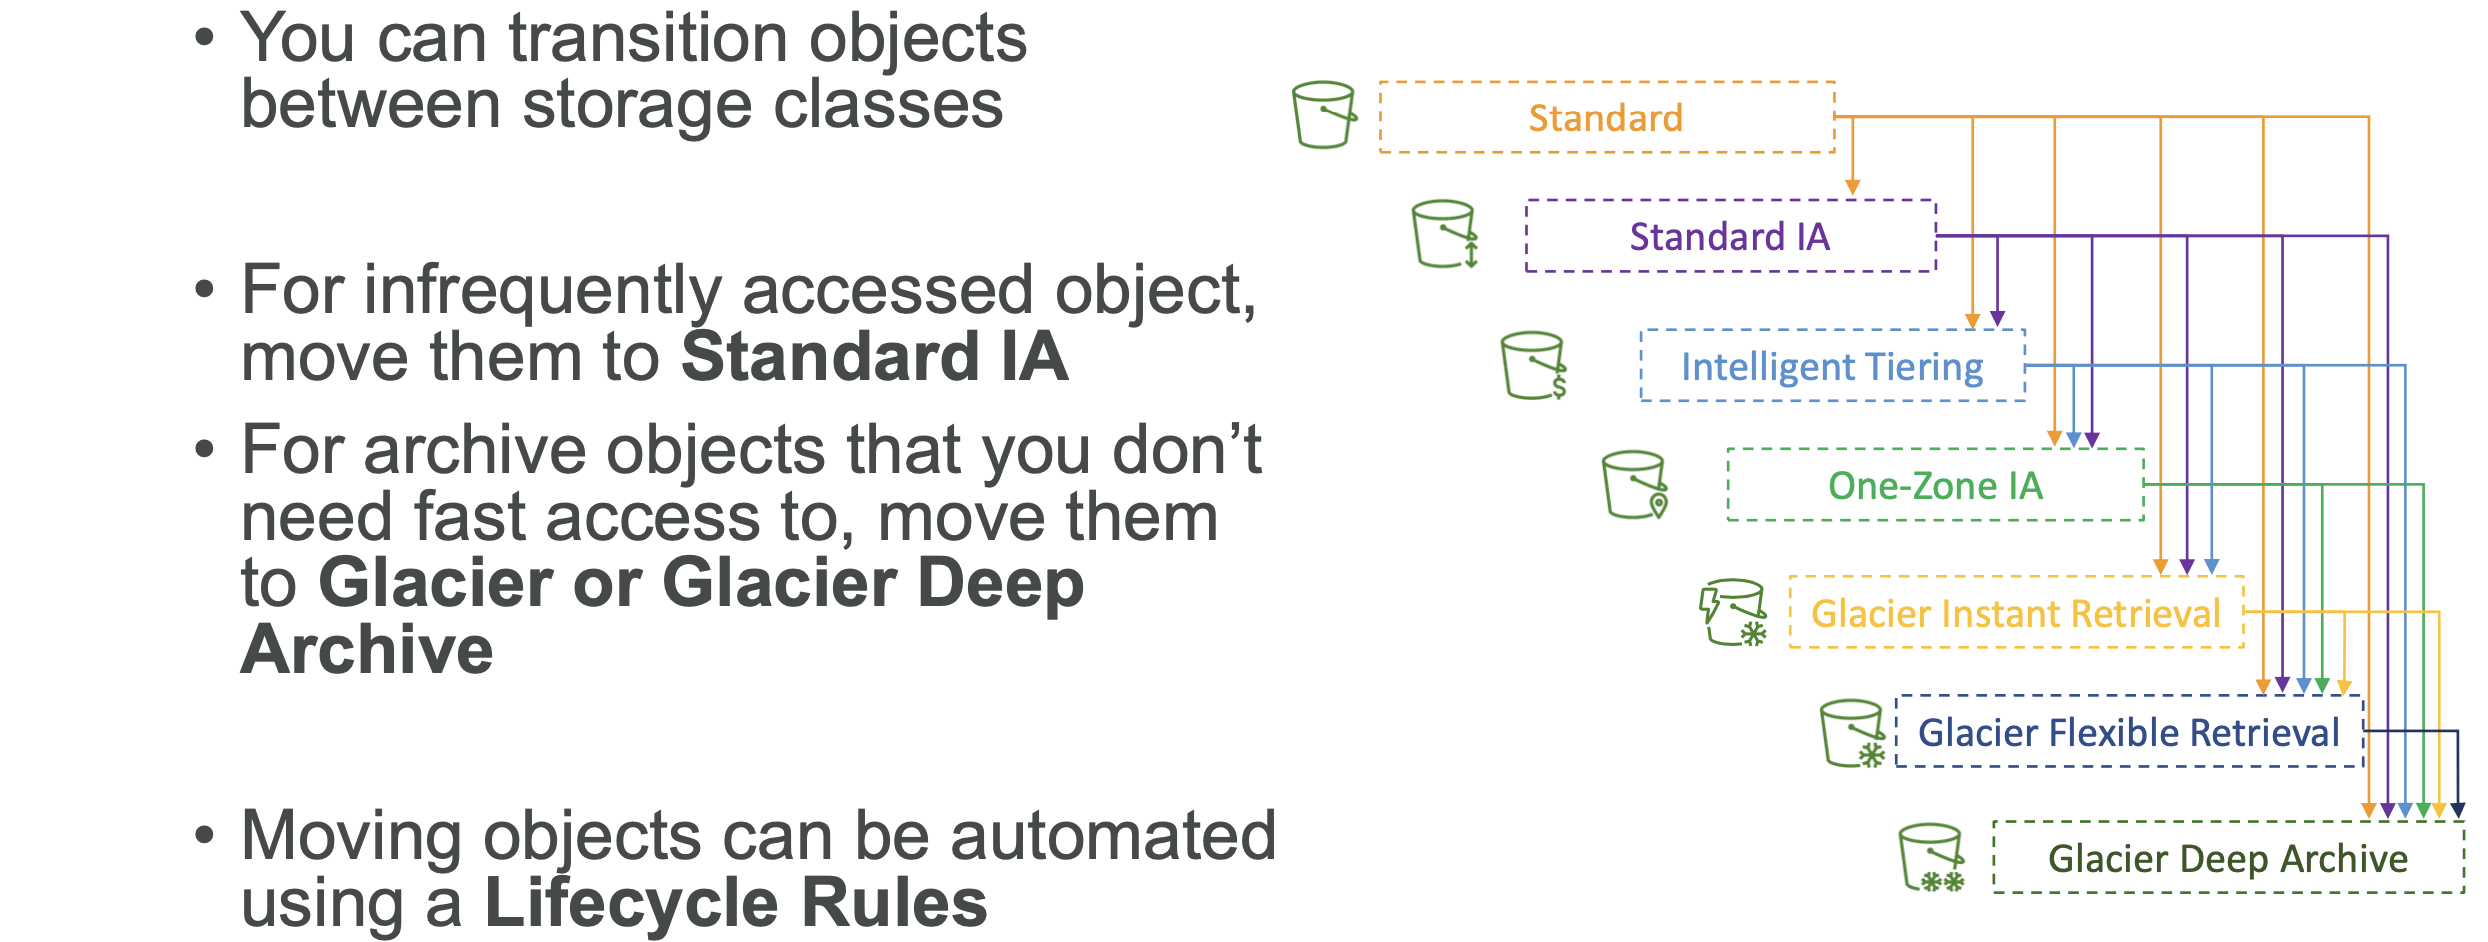 • You can transition objects
between storage classes
• For infrequently accessed object,
move them to Standard IA
• For archive objects that you don’t
need fast access to, move them
to Glacier or Glacier Deep
Archive
• Moving objects can be automated
using a Lifecycle Rules
Standard
Standard IA
Intelligent Tiering
One-Zone IA
Glacier Instant Retrieval
Glacier Flexible Retrieval
Glacier Deep Archive